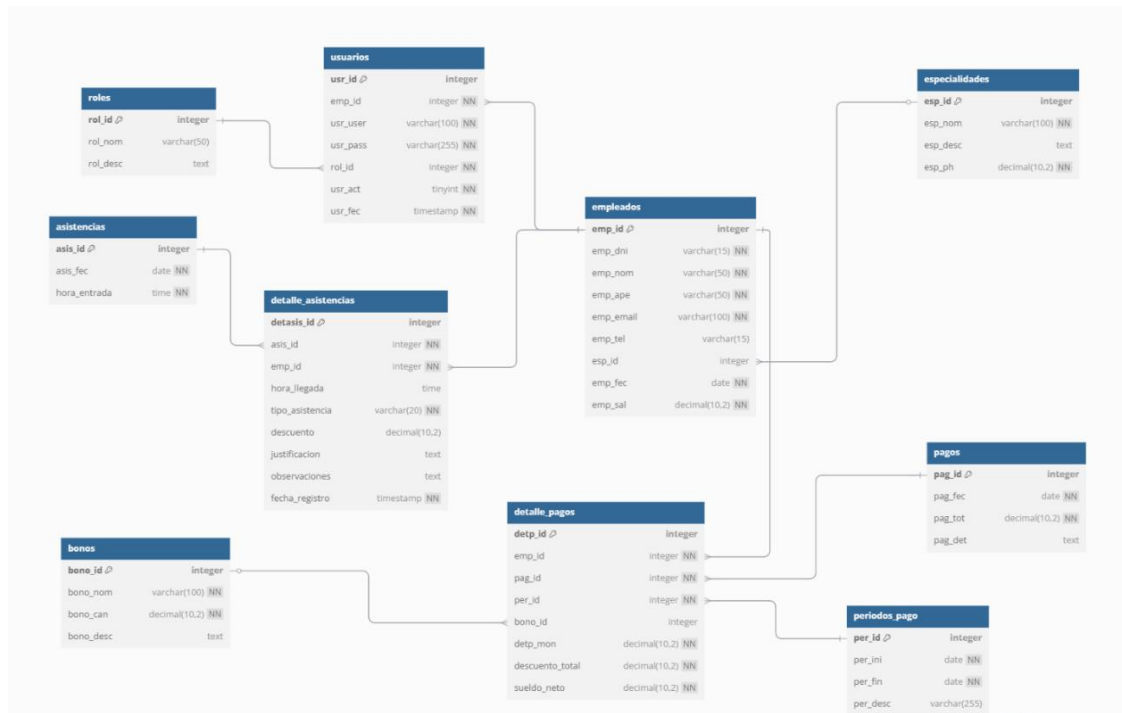 usuarios
usr_id integer
emp_id integer NN
usr_user varchar(100) NN
usr_pass varchar(255) NN
rol_id integer NN
usr_act tinyint NN
usr_fec timestamp NN
roles
rol_id integer
rol_nom varchar(50)
rol_desc text
especialidades
esp_id integer
esp_nom varchar(100) NN
esp_desc text
esp_ph decimal(10,2) NN
asistencias
asis_id integer
asis_fec date NN
hora_entrada time NN
empleados
emp_id integer
emp_dni varchar(15) NN
emp_nom varchar(50) NN
emp_ape varchar(50) NN
emp_email varchar(100) NN
emp_tel varchar(15)
esp_id integer
emp_fec date NN
emp_sal decimal(10,2) NN
detalle_asistencias
detasis_id integer
asis_id integer NN
emp_id integer NN
hora_llegada time
tipo_asistencia varchar(20) NN
descuento decimal(10,2)
justificacion text
observaciones text
fecha_registro timestamp NN
pagos
pag_id integer
pag_fec date NN
pag_tot decimal(10,2) NN
pag_det text
detalle_pagos
detp_id integer
emp_id integer NN
pag_id integer NN
per_id integer NN
bono_id integer
detp_mon decimal(10,2) NN
descuento_total decimal(10,2) NN
sueldo_neto decimal(10,2) NN
bonos
bono_id integer
bono_nom varchar(100) NN
bono_can decimal(10,2) NN
bono_desc text
periodos_pago
per_id integer
per_ini date NN
per_fin date NN
per_desc varchar(255)